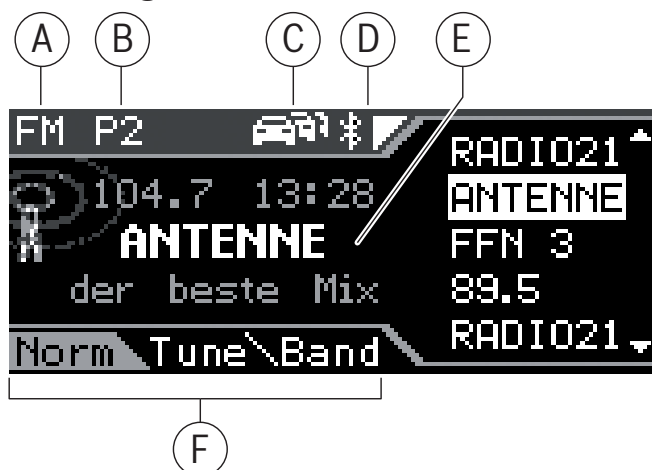 A B C D E
FM P2
104.7 13:28
ANTENNE
der beste Mix
Norm Tune Band
RADIO21
ANTENNE
FFN 3
89.5
RADIO21
F